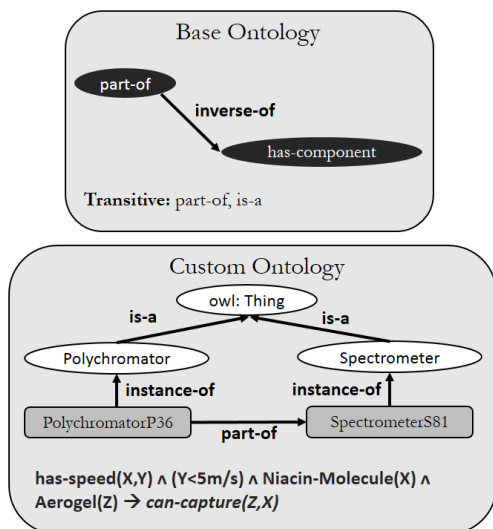 Base Ontology
part-of
inverse-of
has-component
Transitive: part-of, is-a
Custom Ontology
is-a
owl: Thing
is-a
Polychromator
Spectrometer
instance-of
instance-of
PolychromatorP36
SpectrometerS81
part-of
has-speed(X,Y) ∧ (Y<5m/s) ∧ Niacin-Molecule(X) ∧
Aerogel(Z) → can-capture(Z,X)